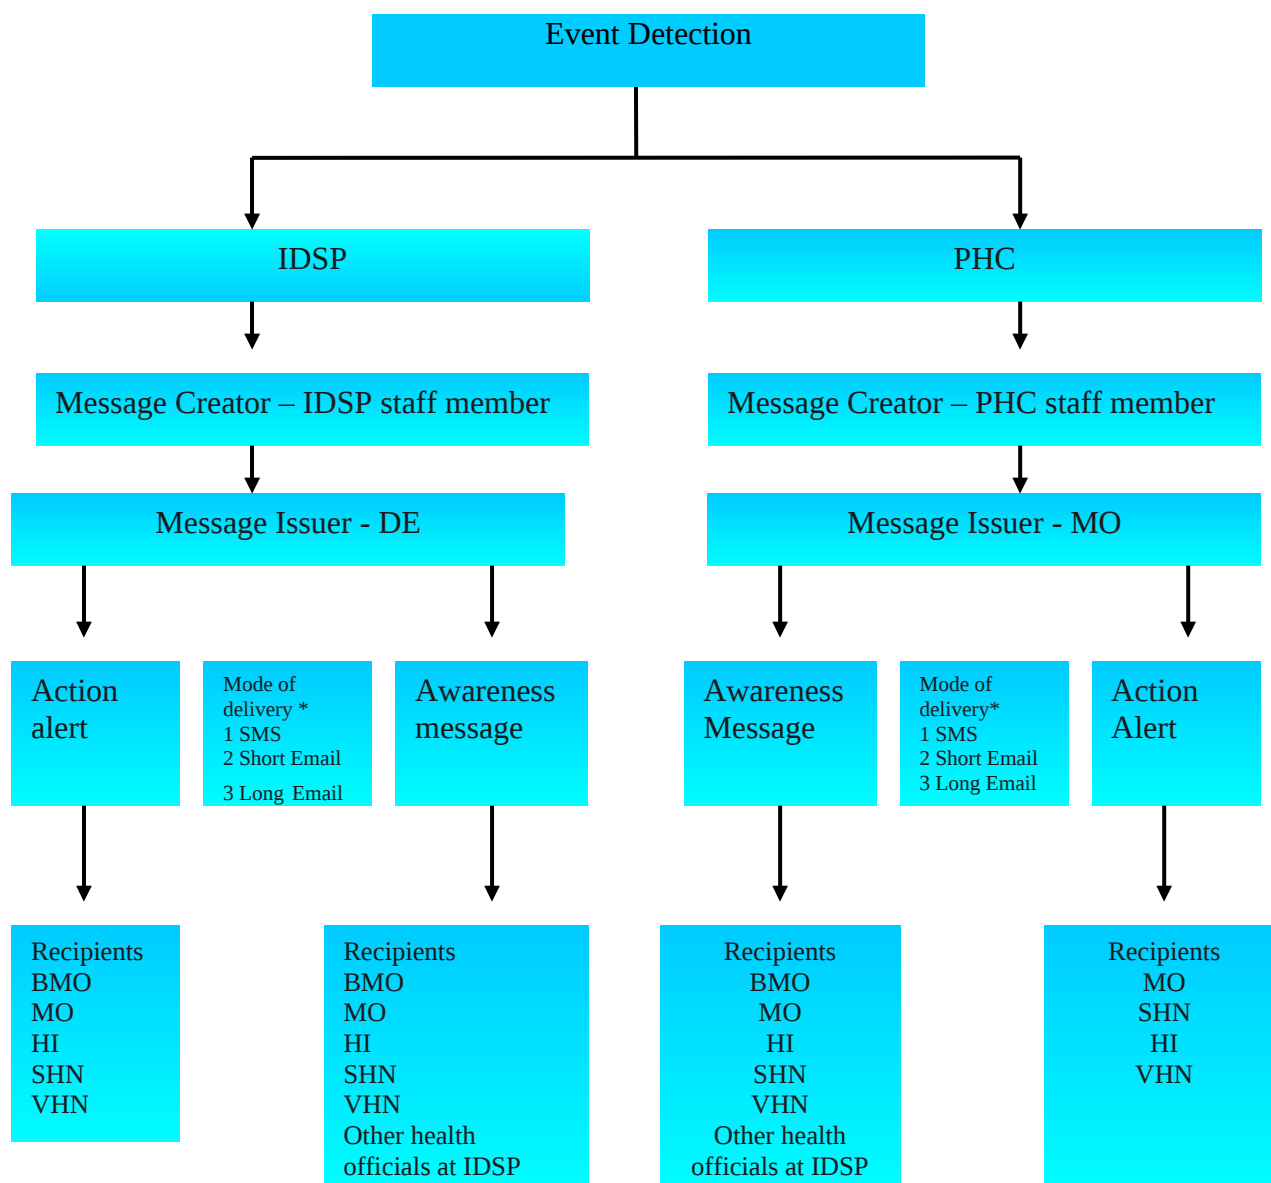 Event Detection
IDSP
PHC
Message Creator – IDSP staff member
Message Creator – PHC staff member
Message Issuer - DE
Message Issuer - MO
Action
alert
Mode of
delivery *
1 SMS
2 Short Email
3 Long Email
Awareness
message
Awareness
Message
Mode of
delivery*
1 SMS
2 Short Email
3 Long Email
Action
Alert
Recipients
BMO
MO
HI
SHN
VHN
Recipients
BMO
MO
HI
SHN
VHN
Other health
officials at IDSP
Recipients
BMO
MO
HI
SHN
VHN
Other health
officials at IDSP
Recipients
MO
SHN
HI
VHN